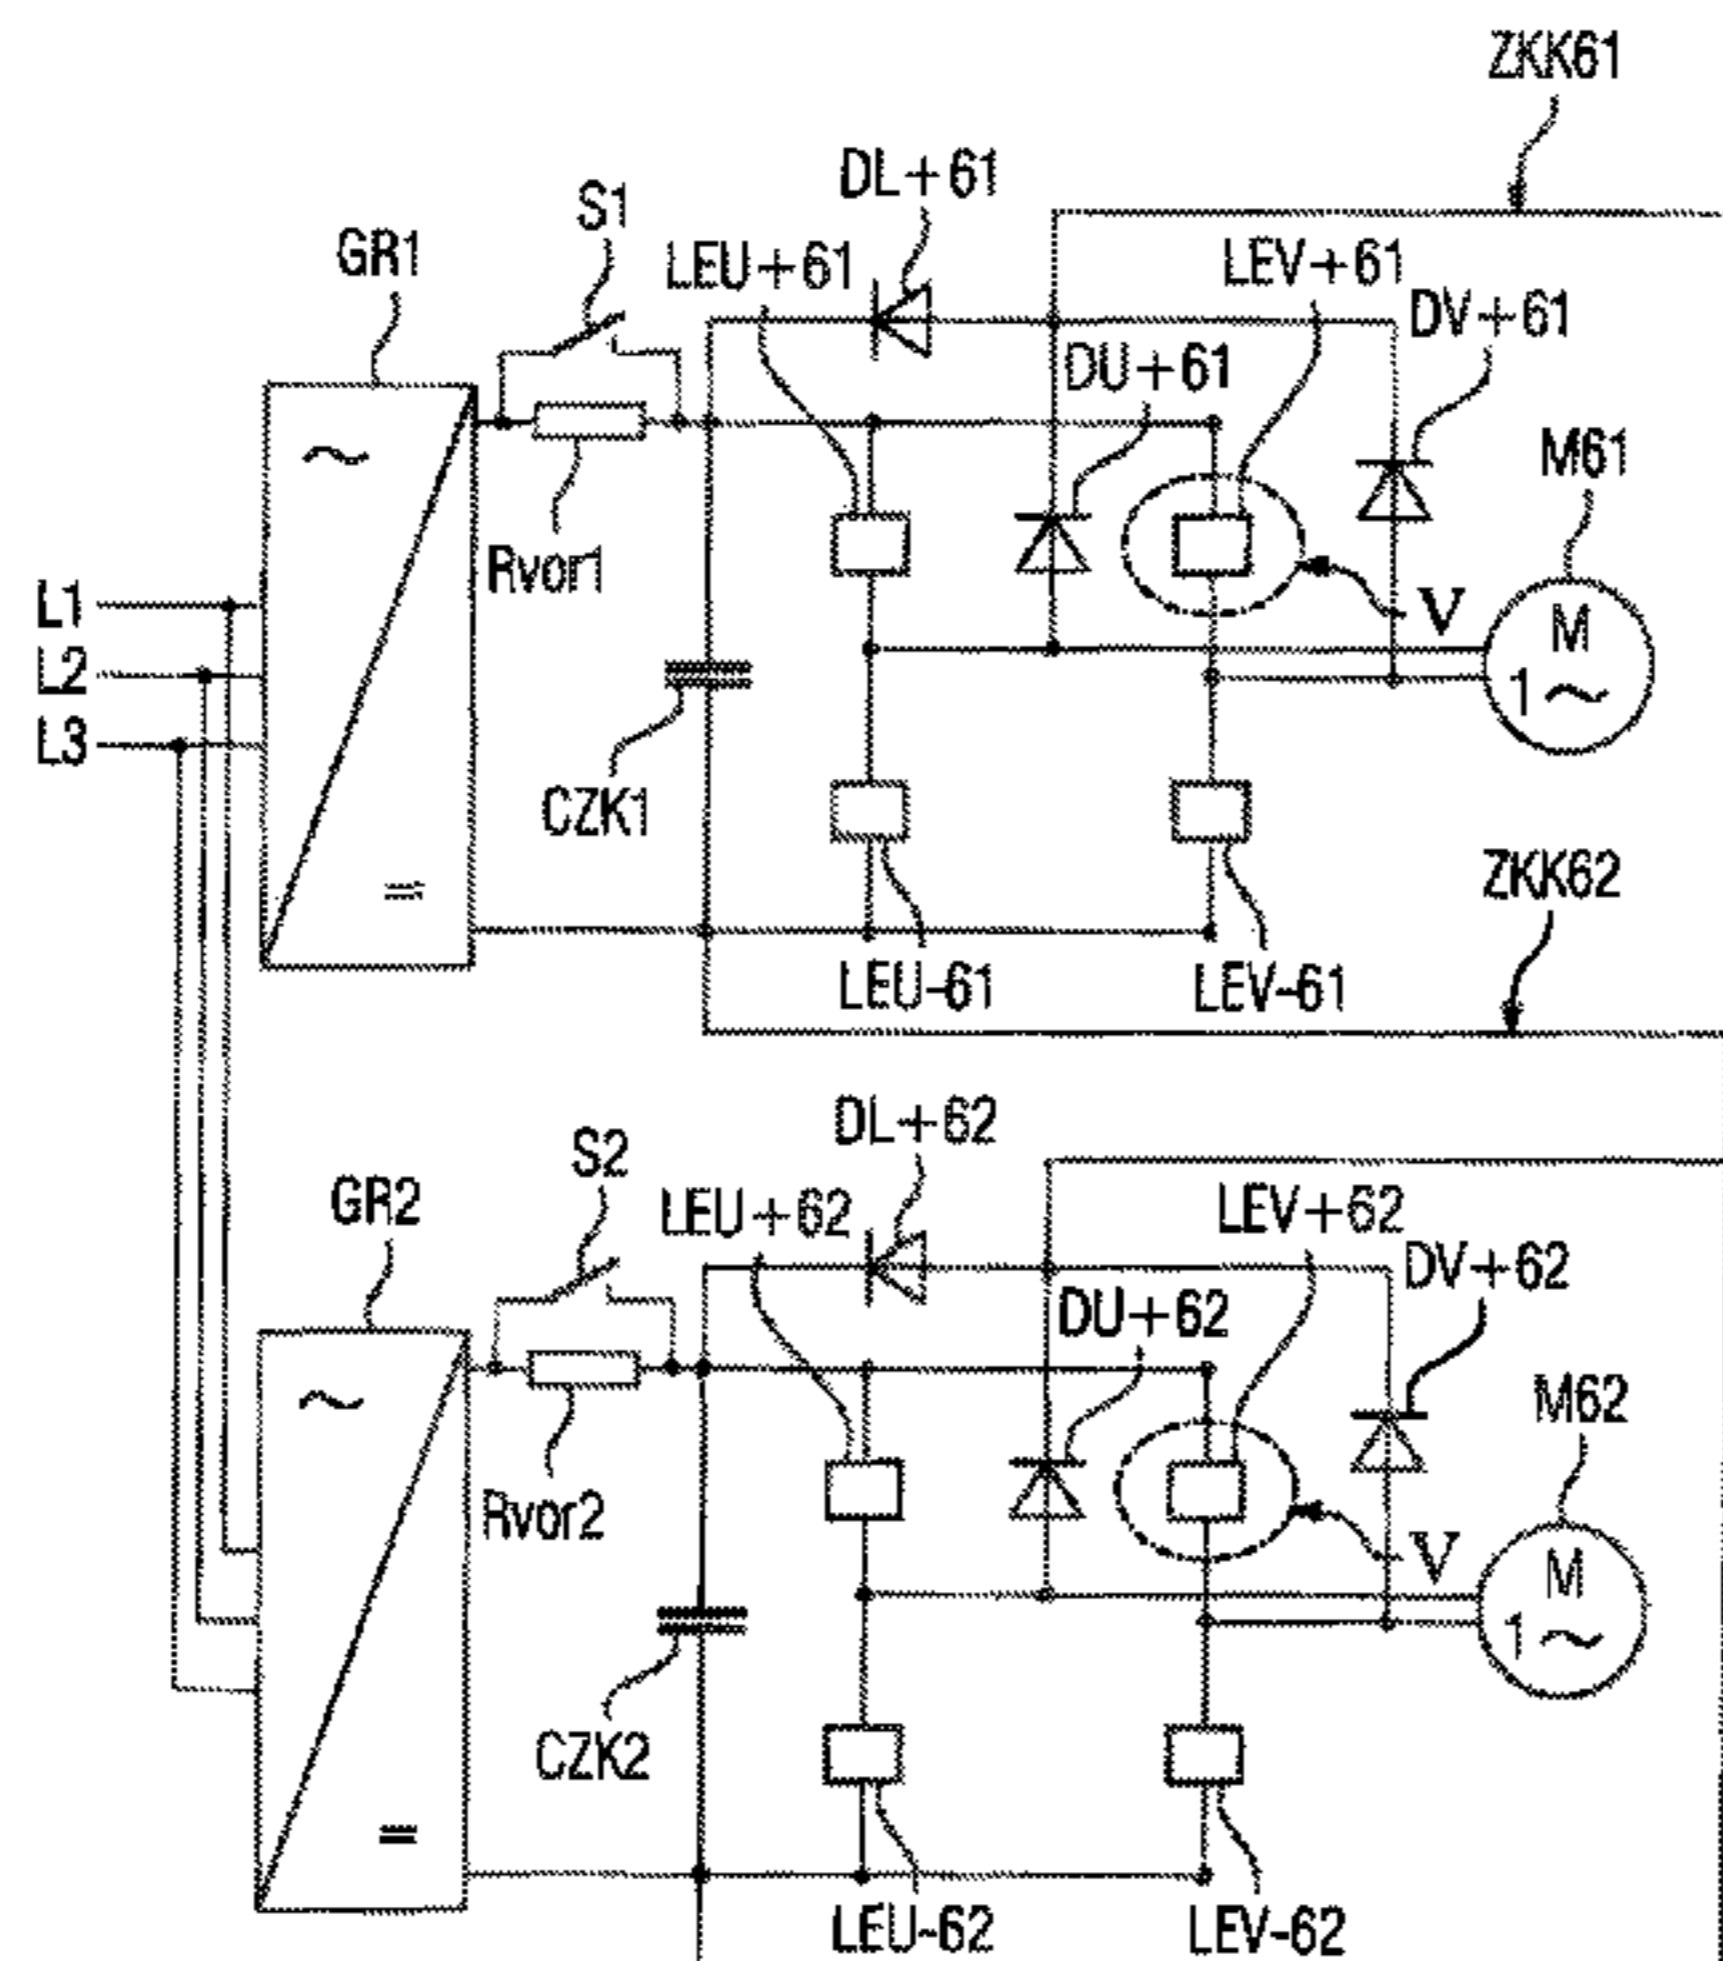 ZKK61
DL+61
S1
GR1
LEU+61
LEV+61
DV+61
DU+61
M61
~
Rvor1
V
M
1~
L1
L2
L3
CZK1
=
ZKK62
LEU-61
LEV-61
DL+62
S2
GR2
LEU+62
LEV+62
DV+62
DU+62
M62
~
Rvor2
V
M
1~
CZK2
=
LEU-62
LEV-62